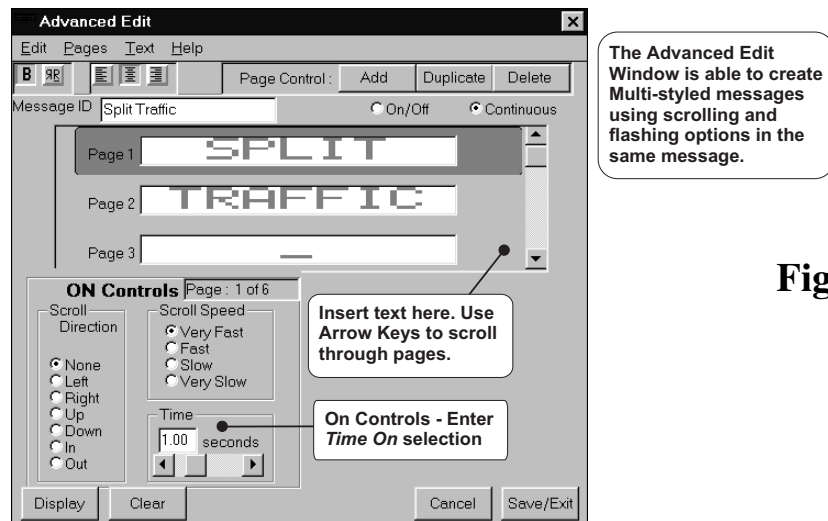 Advanced Edit
Edit Pages Text Help
B
Page Control : Add Duplicate Delete
Message ID Split Traffic On/Off Continuous
Page 1 SPLIT
Page 2 TRAFFIC
Page 3 _
ON Controls Page : 1 of 6
Scroll
Direction
None
Left
Right
Up
Down
In
Out
Scroll Speed
Very Fast
Fast
Slow
Very Slow
Time
1.00 seconds
Display Clear Cancel Save/Exit
Insert text here. Use
Arrow Keys to scroll
through pages.
On Controls - Enter
Time On selection
The Advanced Edit
Window is able to create
Multi-styled messages
using scrolling and
flashing options in the
same message.
Fig